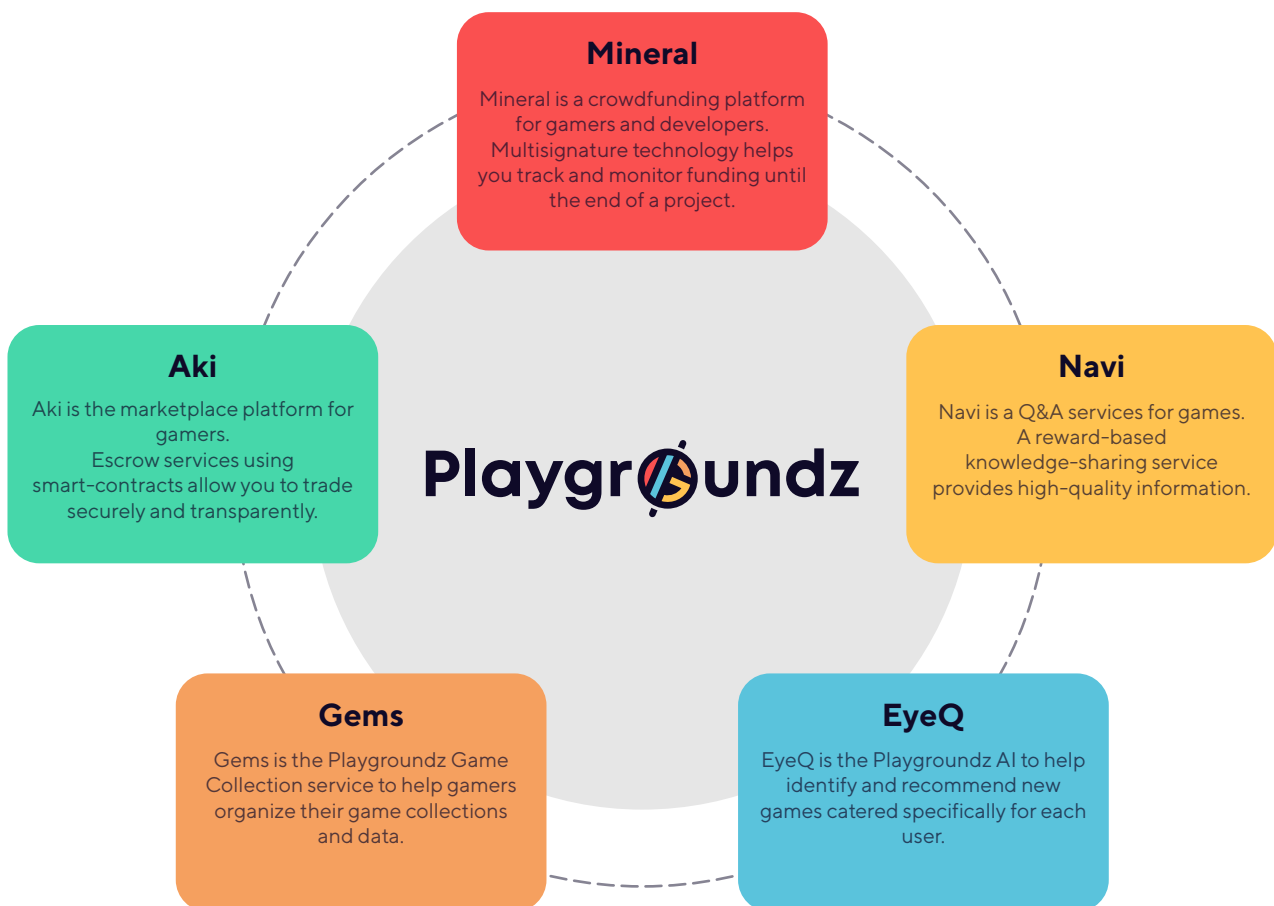 Mineral
Mineral is a crowdfunding platform
for gamers and developers.
Multisignature technology helps
you track and monitor funding until
the end of a project.
Aki
Aki is the marketplace platform for
gamers.
Escrow services using
smart-contracts allow you to trade
securely and transparently.
Playgroundz
Navi
Navi is a Q&A services for games.
A reward-based
knowledge-sharing service
provides high-quality information.
Gems
Gems is the Playgroundz Game
Collection service to help gamers
organize their game collections
and data.
EyeQ
EyeQ is the Playgroundz AI to help
identify and recommend new
games catered specifically for each
user.